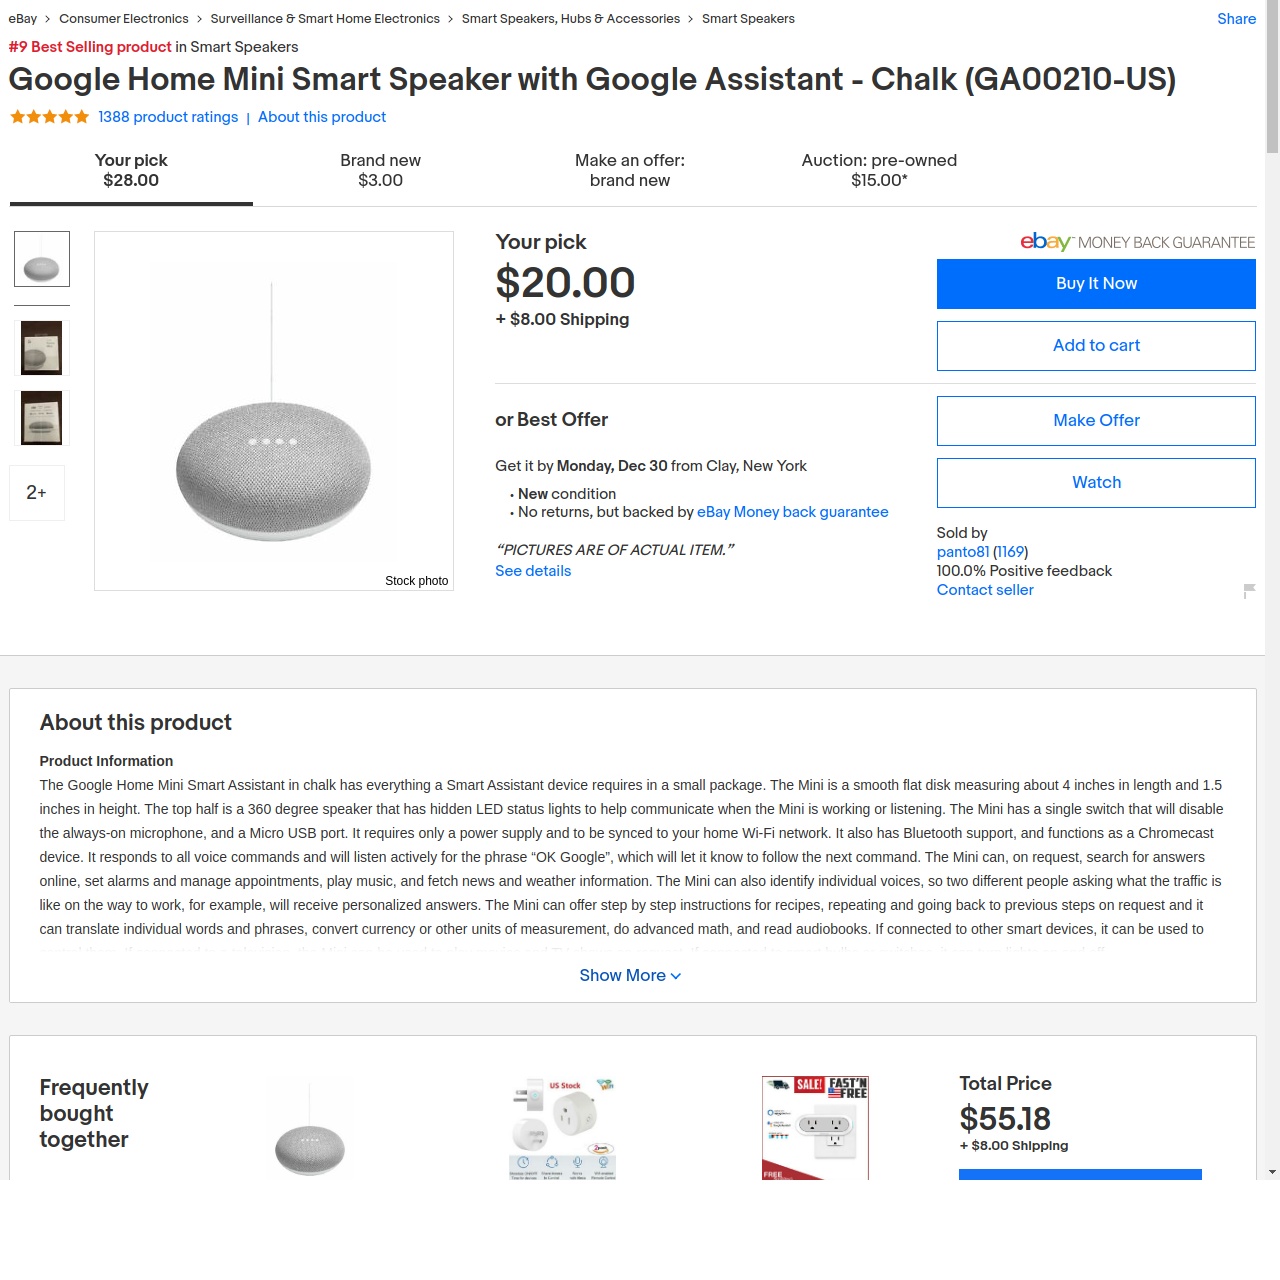 eBay > Consumer Electronics > Surveillance & Smart Home Electronics > Smart Speakers, Hubs & Accessories > Smart Speakers
Share
#9 Best Selling product in Smart Speakers
Google Home Mini Smart Speaker with Google Assistant - Chalk (GA00210-US)
1388 product ratings | About this product
Your pick
$28.00
Brand new
$3.00
Make an offer:
brand new
Auction: pre-owned
$15.00*
2+
Stock photo
Your pick
$20.00
+ $8.00 Shipping
or Best Offer
Get it by Monday, Dec 30 from Clay, New York
• New condition
• No returns, but backed by eBay Money back guarantee
“PICTURES ARE OF ACTUAL ITEM.”
See details
ebay MONEY BACK GUARANTEE
Buy It Now
Add to cart
Make Offer
Watch
Sold by
panto81 (1169)
100.0% Positive feedback
Contact seller
About this product
Product Information
The Google Home Mini Smart Assistant in chalk has everything a Smart Assistant device requires in a small package. The Mini is a smooth flat disk measuring about 4 inches in length and 1.5
inches in height. The top half is a 360 degree speaker that has hidden LED status lights to help communicate when the Mini is working or listening. The Mini has a single switch that will disable
the always-on microphone, and a Micro USB port. It requires only a power supply and to be synced to your home Wi-Fi network. It also has Bluetooth support, and functions as a Chromecast
device. It responds to all voice commands and will listen actively for the phrase “OK Google”, which will let it know to follow the next command. The Mini can, on request, search for answers
online, set alarms and manage appointments, play music, and fetch news and weather information. The Mini can also identify individual voices, so two different people asking what the traffic is
like on the way to work, for example, will receive personalized answers. The Mini can offer step by step instructions for recipes, repeating and going back to previous steps on request and it
can translate individual words and phrases, convert currency or other units of measurement, do advanced math, and read audiobooks. If connected to other smart devices, it can be used to
Show More
Frequently
bought
together
US Stock
SALE!
FAST'N
FREE
FREE
Total Price
$55.18
+ $8.00 Shipping